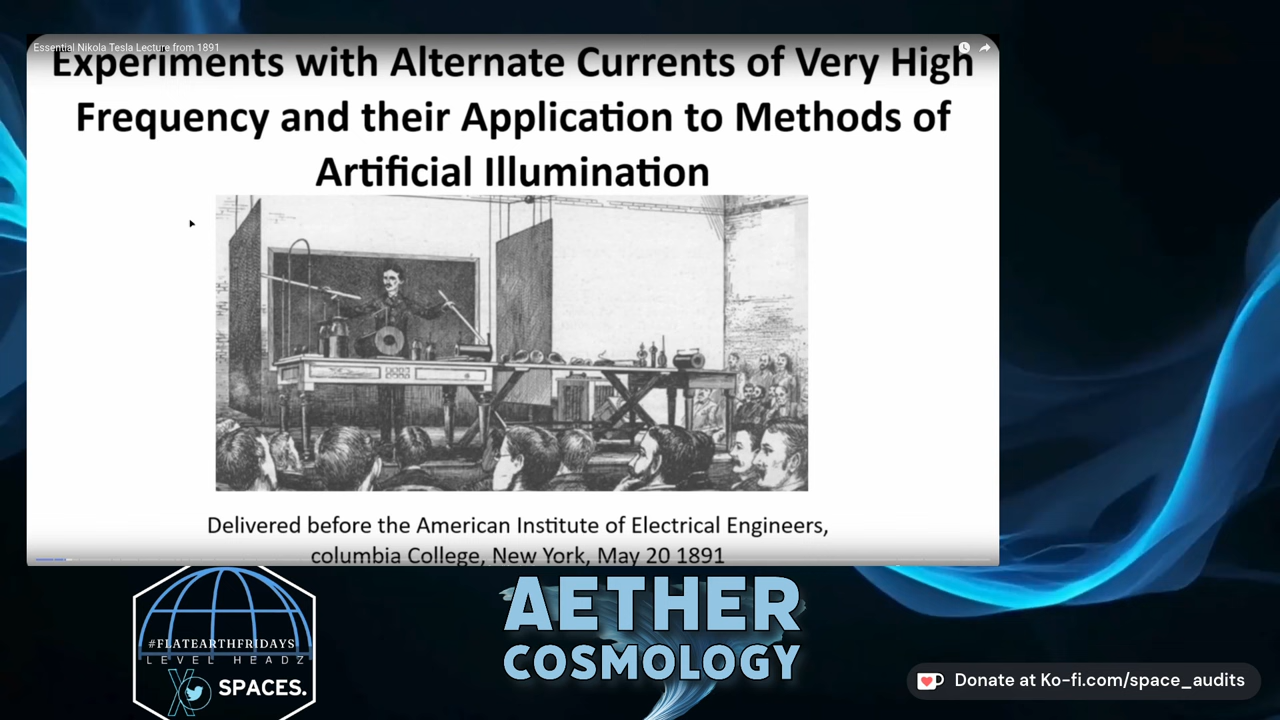 Essential Nikola Tesla Lecture from 1891
Experiments with Alternate Currents of Very High
Frequency and their Application to Methods of
Artificial Illumination
Delivered before the American Institute of Electrical Engineers,
columbia College, New York, May 20 1891
#FLATEARTHFRIDAYS
LEVEL HEADZ
SPACES.
AETHER
COSMOLOGY
Donate at Ko-fi.com/space_audits